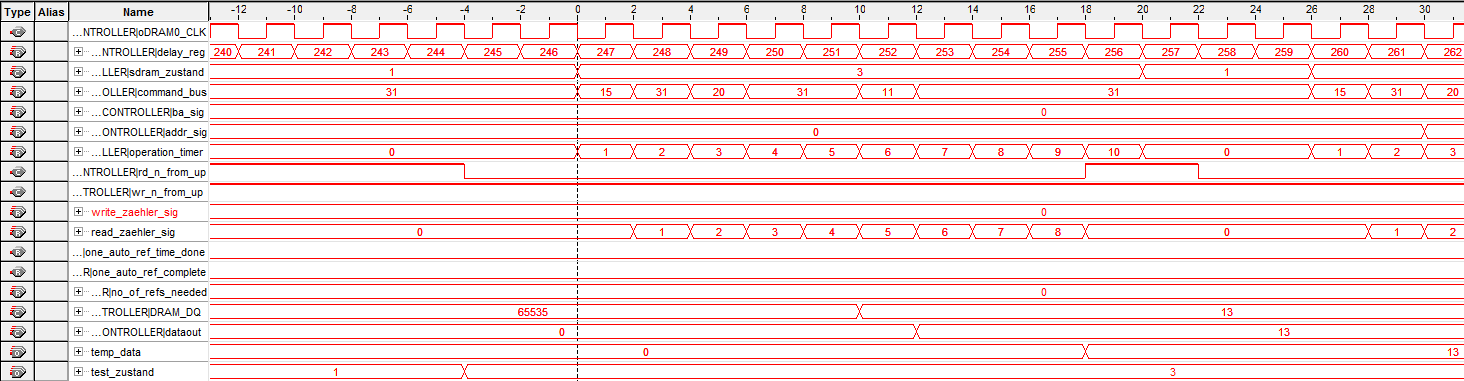 Type Alias Name -12 -10 -8 -6 -4 -2 0 2 4 6 8 10 12 14 16 18 20 22 24 26 28 30
...NTROLLER|oDRAM0_CLK
...NTROLLER|delay_reg 240 241 242 243 244 245 246 247 248 249 250 251 252 253 254 255 256 257 258 259 260 261 262
...LLER|sdram_zustand 1 3 1
...OLLER|command_bus 31 15 31 20 31 11 31 15 31 20
...CONTROLLER|ba_sig 0
...ONTROLLER|addr_sig 0
...LLER|operation_timer 0 1 2 3 4 5 6 7 8 9 10 0 1 2 3
...NTROLLER|rd_n_from_up
...TROLLER|wr_n_from_up
write_zaehler_sig 0
read_zaehler_sig 0 1 2 3 4 5 6 7 8 0 1 2
...|one_auto_ref_time_done
...R|one_auto_ref_complete
...R|no_of_refs_needed 0
...TROLLER|DRAM_DQ 65535 13
...ONTROLLER|dataout 0 13
temp_data 0 13
test_zustand 1 3